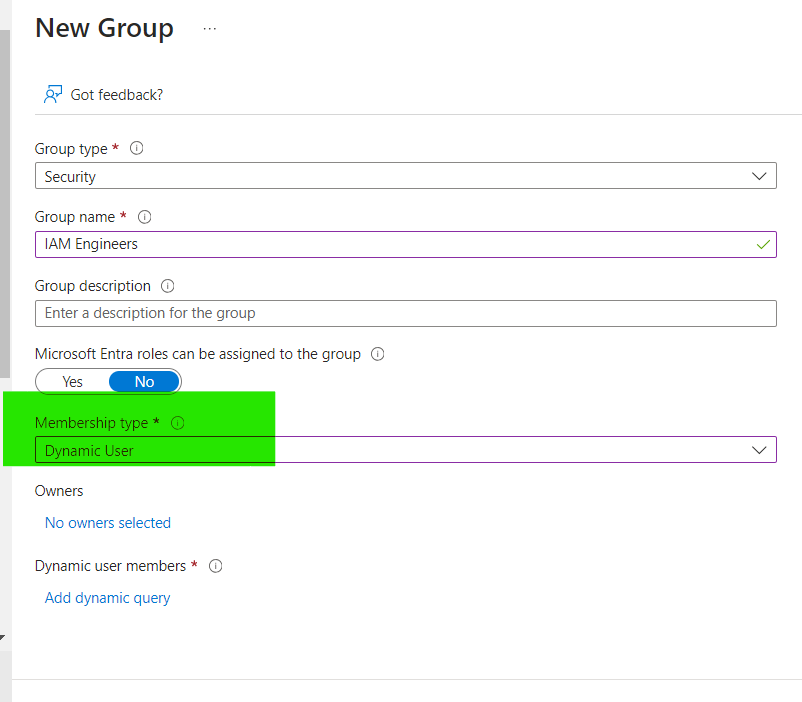 New Group ...
Got feedback?
Group type *
Security
Group name *
IAM Engineers
Group description
Enter a description for the group
Microsoft Entra roles can be assigned to the group
Yes No
Membership type *
Dynamic User
Owners
No owners selected
Dynamic user members *
Add dynamic query